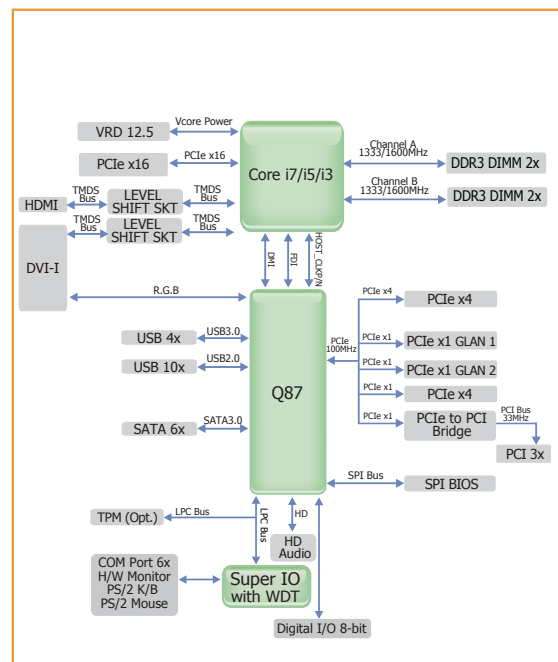 VRD 12.5
Vcore Power
PCIe x16
PCIe x16
Core i7/i5/i3
Channel A
1333/1600MHz
DDR3 DIMM 2x
Channel B
1333/1600MHz
DDR3 DIMM 2x
HDMI
TMDS
Bus
LEVEL
SHIFT SKT
TMDS
Bus
DVI-I
TMDS
Bus
LEVEL
SHIFT SKT
TMDS
Bus
DMI
FDI
HOST_CLKP/N
R.G.B
Q87
USB 4x
USB3.0
USB 10x
USB2.0
SATA 6x
SATA3.0
PCIe
100MHz
PCIe x4
PCIe x4
PCIe x1
PCIe x1 GLAN 1
PCIe x1
PCIe x1 GLAN 2
PCIe x1
PCIe x4
PCIe x1
PCIe to PCI
Bridge
PCI Bus
33MHz
PCI 3x
SPI Bus
SPI BIOS
TPM (Opt.)
LPC Bus
LPC Bus
HD
HD
Audio
COM Port 6x
H/W Monitor
PS/2 K/B
PS/2 Mouse
Super IO
with WDT
Digital I/O 8-bit